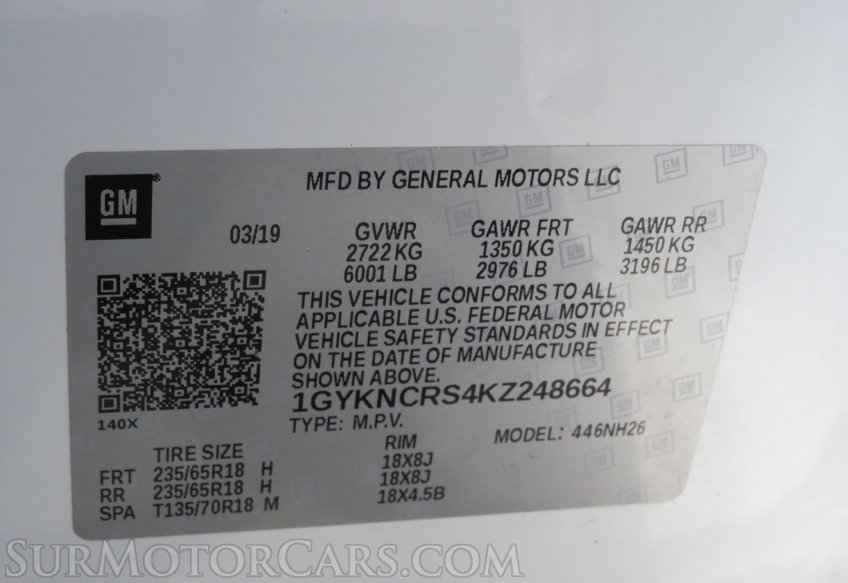 GM
MFD BY GENERAL MOTORS LLC
03/19 GVWR GAWR FRT GAWR RR
2722 KG 1350 KG 1450 KG
6001 LB 2976 LB 3196 LB
THIS VEHICLE CONFORMS TO ALL
APPLICABLE U.S. FEDERAL MOTOR
VEHICLE SAFETY STANDARDS IN EFFECT
ON THE DATE OF MANUFACTURE
SHOWN ABOVE.
1GYKNCRS4KZ248664
140X TYPE: M.P.V. MODEL: 446NH26
TIRE SIZE RIM
FRT 235/65R18 H 18X8J
RR 235/65R18 H 18X8J
SPA T135/70R18 M 18X4.5B
SURMOTORCARS.COM